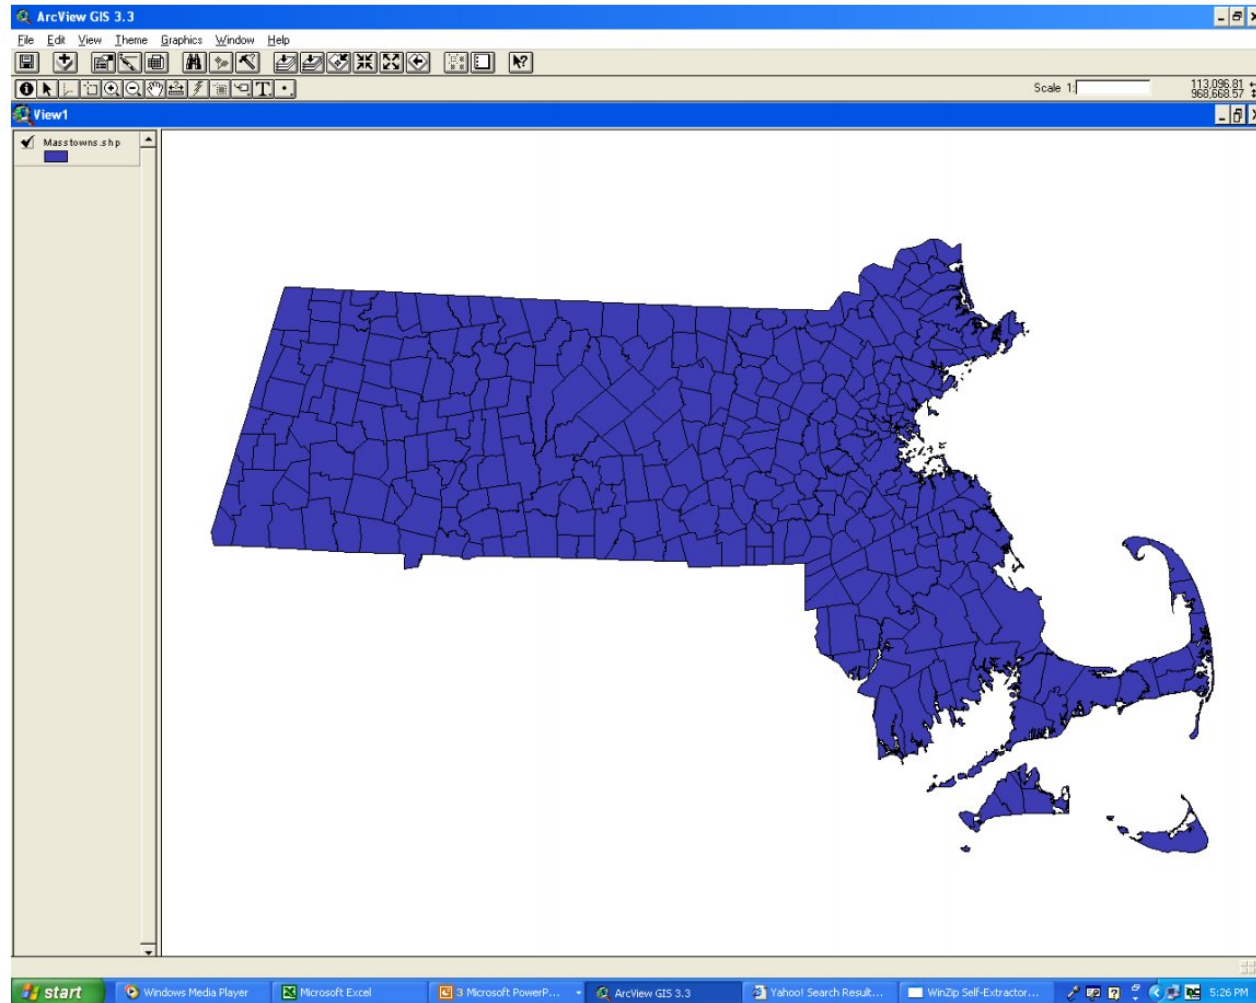 ArcView GIS 3.3
File Edit View Theme Graphics Window Help
Scale 1: 113,096.81
968,668.57
View1
Masstowns.shp
start Windows Media Player Microsoft Excel 3 Microsoft PowerP... ArcView GIS 3.3 Yahoo! Search Result... WinZip Self-Extractor... 5:26 PM